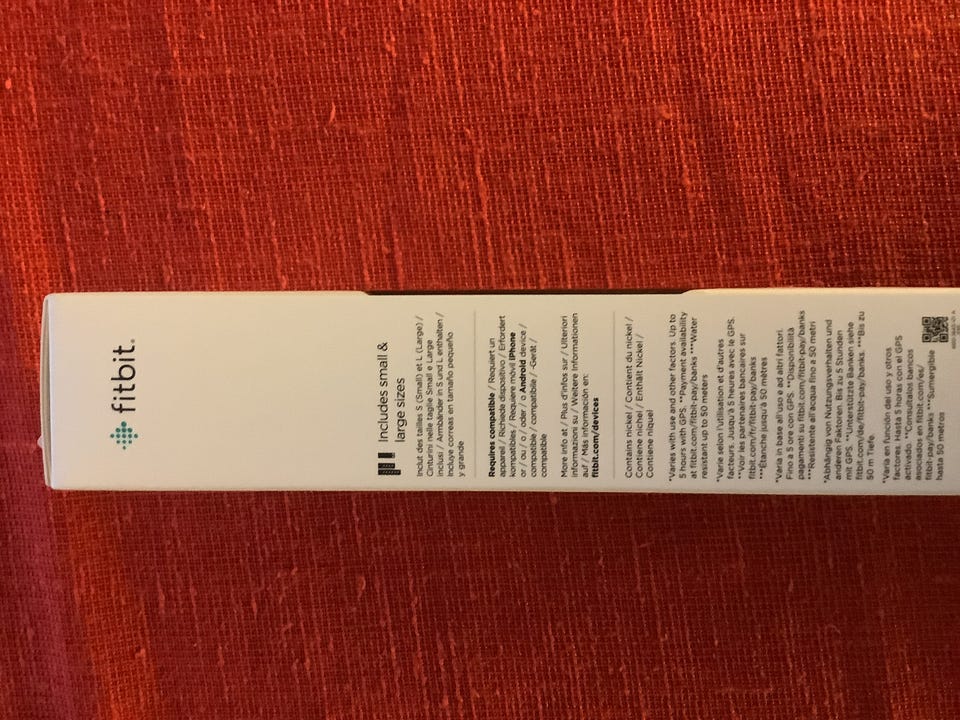 fitbit®
Includes small &
large sizes
Inclut des tailles S (Small) et L (Large) /
Cinturini nelle taglie Small e Large
inclusi / Armbänder in S und L enthalten /
Incluye correas en tamaño pequeño
y grande
Requires compatible / Requiert un
appareil / Richiede dispositivo / Erfordert
kompatibles / Requiere móvil iPhone
or / ou / o / oder / o Android device /
compatible / compatibile / -Gerät /
compatible
More info at / Plus d'infos sur / Ulteriori
informazioni su / Weitere Informationen
auf / Más información en:
fitbit.com/devices
Contains nickel / Contient du nickel /
Contiene nichel / Enthält Nickel /
Contiene níquel
*Varies with use and other factors. Up to
5 hours with GPS. **Payment availability
at fitbit.com/fitbit-pay/banks ***Water
resistant up to 50 meters
*Varie selon l'utilisation et d'autres
facteurs. Jusqu'à 5 heures avec le GPS.
**Voir les partenaires bancaires sur
fitbit.com/fr/fitbit-pay/banks
***Étanche jusqu'à 50 mètres
*Varia in base all'uso e ad altri fattori.
Fino a 5 ore con GPS. **Disponibilità
pagamenti su fitbit.com/it/fitbit-pay/banks
***Resistente all'acqua fino a 50 metri
*Abhängig von Nutzungsverhalten und
anderen Faktoren. Bis zu 5 Stunden
mit GPS. **Unterstützte Banken siehe
fitbit.com/de/fitbit-pay/banks. ***Bis zu
50 m Tiefe.
*Varía en función del uso y otros
factores. Hasta 5 horas con el GPS
activado. **Consúltalos bancos
asociados en fitbit.com/es/
fitbit-pay/banks ***Sumergible
hasta 50 metros